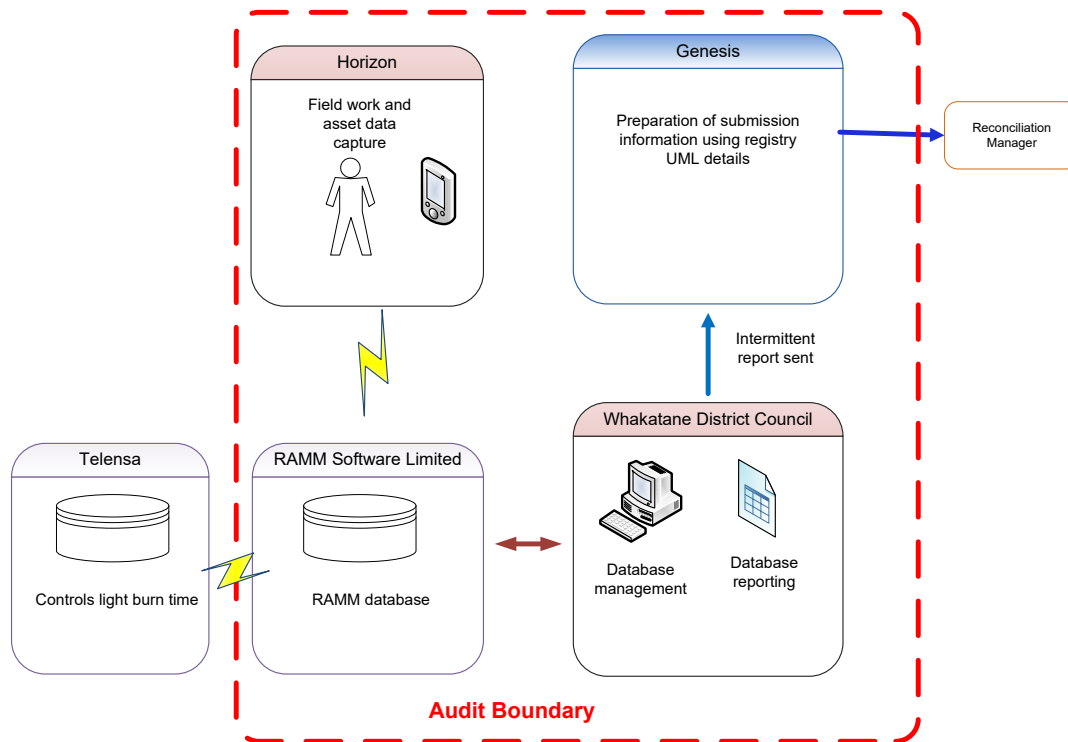 Horizon
Field work and
asset data
capture
Genesis
Preparation of submission
information using registry
UML details
Reconciliation
Manager
Intermittent
report sent
Telensa
Controls light burn time
RAMM Software Limited
RAMM database
Whakatane District Council
Database
management
Database
reporting
Audit Boundary